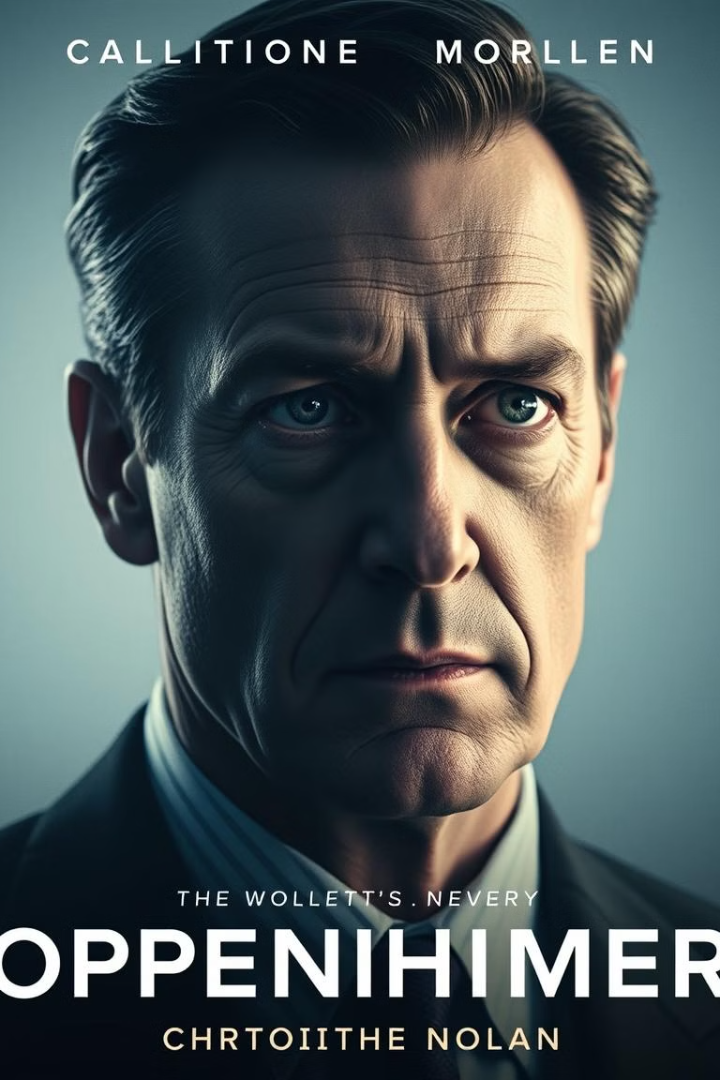 CALLITIONE MORLLEN
THE WOLLETT'S. NEVERY
OPPENIHIMER
CHRTOIITHE NOLAN